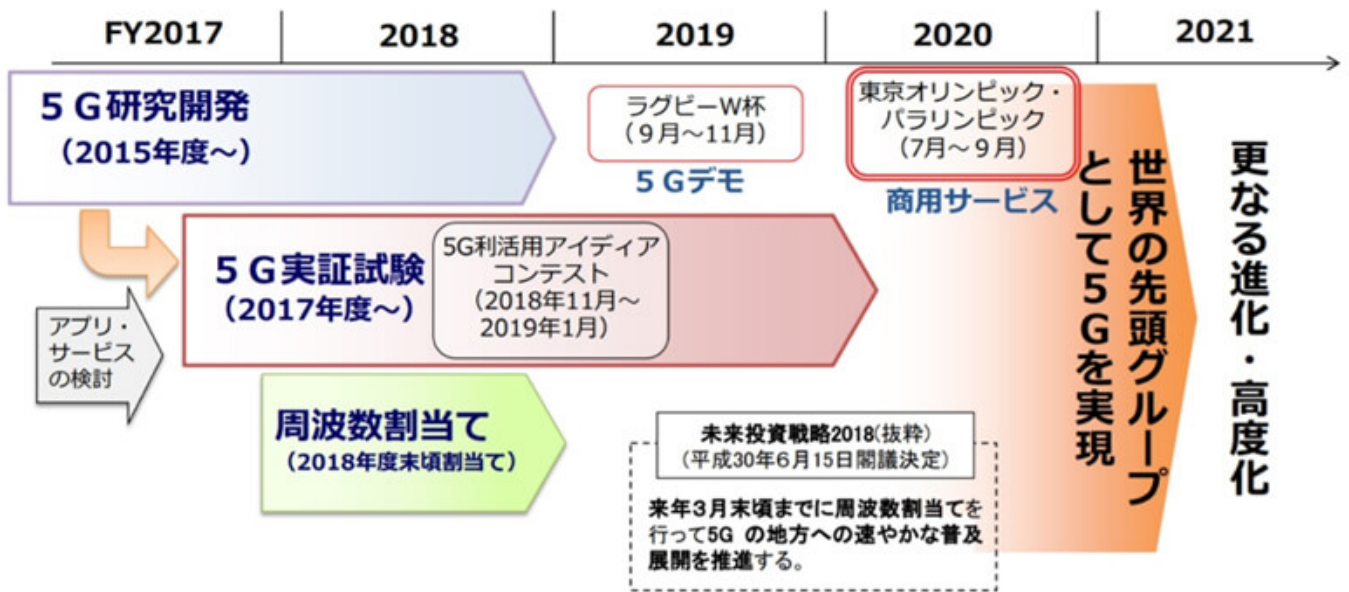 FY2017
2018
2019
2020
2021
5G研究開発
(2015年度～)
ラグビーW杯
(9月～11月)
5Gデモ
東京オリンピック・
パラリンピック
(7月～9月)
商用サービス
5G実証試験
(2017年度～)
5G利活用アイディア
コンテスト
(2018年11月～
2019年1月)
アプリ・
サービス
の検討
周波数割当て
(2018年度末頃割当て)
未来投資戦略2018(抜粋)
(平成30年6月15日閣議決定)
来年3月末頃までに周波数割当てを
行って5G の地方への速やかな普及
展開を推進する。
世界の先頭グループ
として5Gを実現
更なる進化・高度化